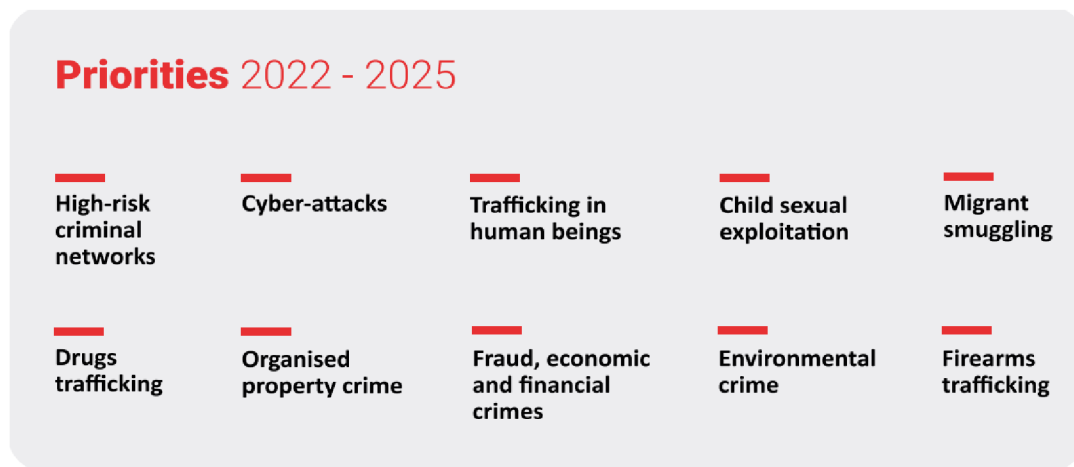 Priorities 2022 - 2025
High-risk
criminal
networks
Cyber-attacks
Trafficking in
human beings
Child sexual
exploitation
Migrant
smuggling
Drugs
trafficking
Organised
property crime
Fraud, economic
and financial
crimes
Environmental
crime
Firearms
trafficking